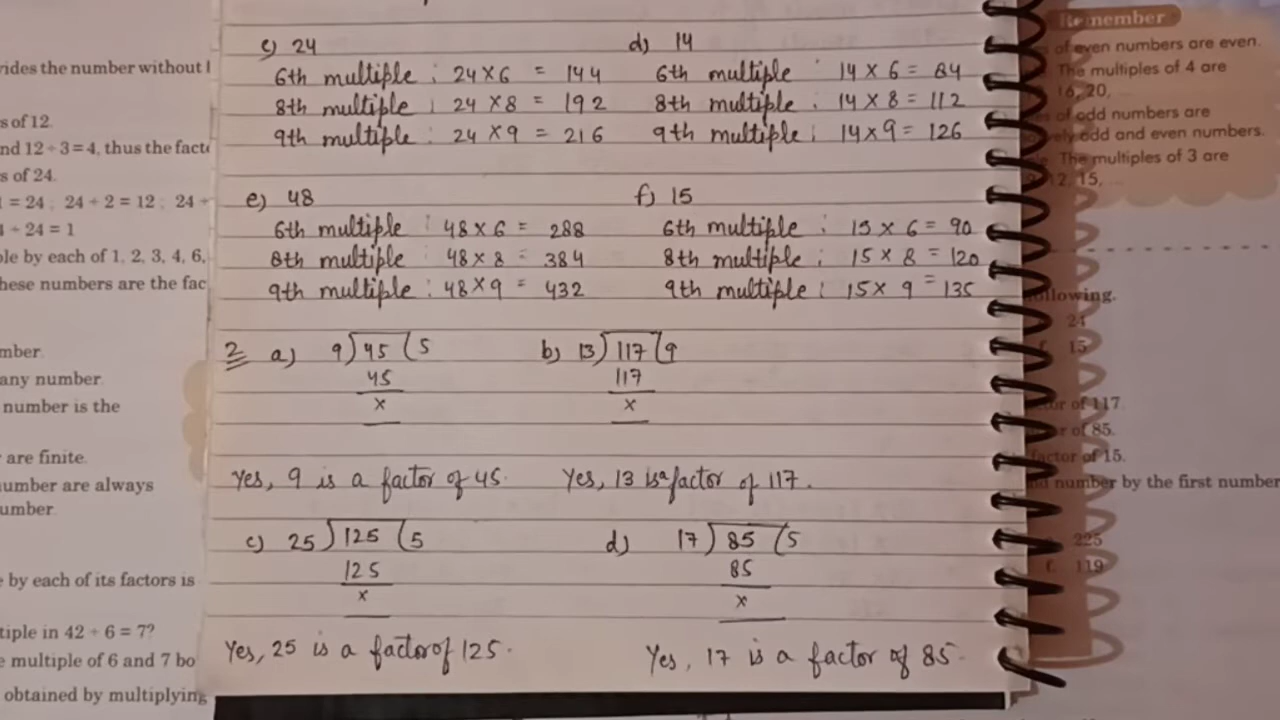 c) 24
6th multiple : 24 × 6 = 144
8th multiple : 24 × 8 = 192
9th multiple : 24 × 9 = 216
d) 14
6th multiple : 14 × 6 = 84
8th multiple : 14 × 8 = 112
9th multiple : 14 × 9 = 126
e) 48
6th multiple : 48 × 6 = 288
8th multiple : 48 × 8 = 384
9th multiple : 48 × 9 = 432
f) 15
6th multiple : 15 × 6 = 90
8th multiple : 15 × 8 = 120
9th multiple : 15 × 9 = 135
2 a) 9) 45 (5
45
x
Yes, 9 is a factor of 45.
b) 13) 117 (9
117
x
Yes, 13 is a factor of 117.
c) 25) 125 (5
125
x
Yes, 25 is a factor of 125.
d) 17) 85 (5
85
x
Yes, 17 is a factor of 85.
vides the number without
s of 12.
nd 12 ÷ 3 = 4, thus the fact
s of 24.
= 24 ; 24 ÷ 2 = 12 ; 24 ÷
÷ 24 = 1
ble by each of 1, 2, 3, 4, 6,
hese numbers are the fac
mber.
any number.
number is the
are finite.
umber are always
umber.
e by each of its factors is
tiple in 42 ÷ 6 = 7?
e multiple of 6 and 7 bo
obtained by multiplying
Remember
of even numbers are even.
The multiples of 4 are
16, 20, ...
of odd numbers are
ely odd and even numbers.
The multiples of 3 are
12, 15, ...
ollowing.
24
f. 15
ctor of 117.
or of 85.
factor of 15.
nd number by the first number
225
f. 119